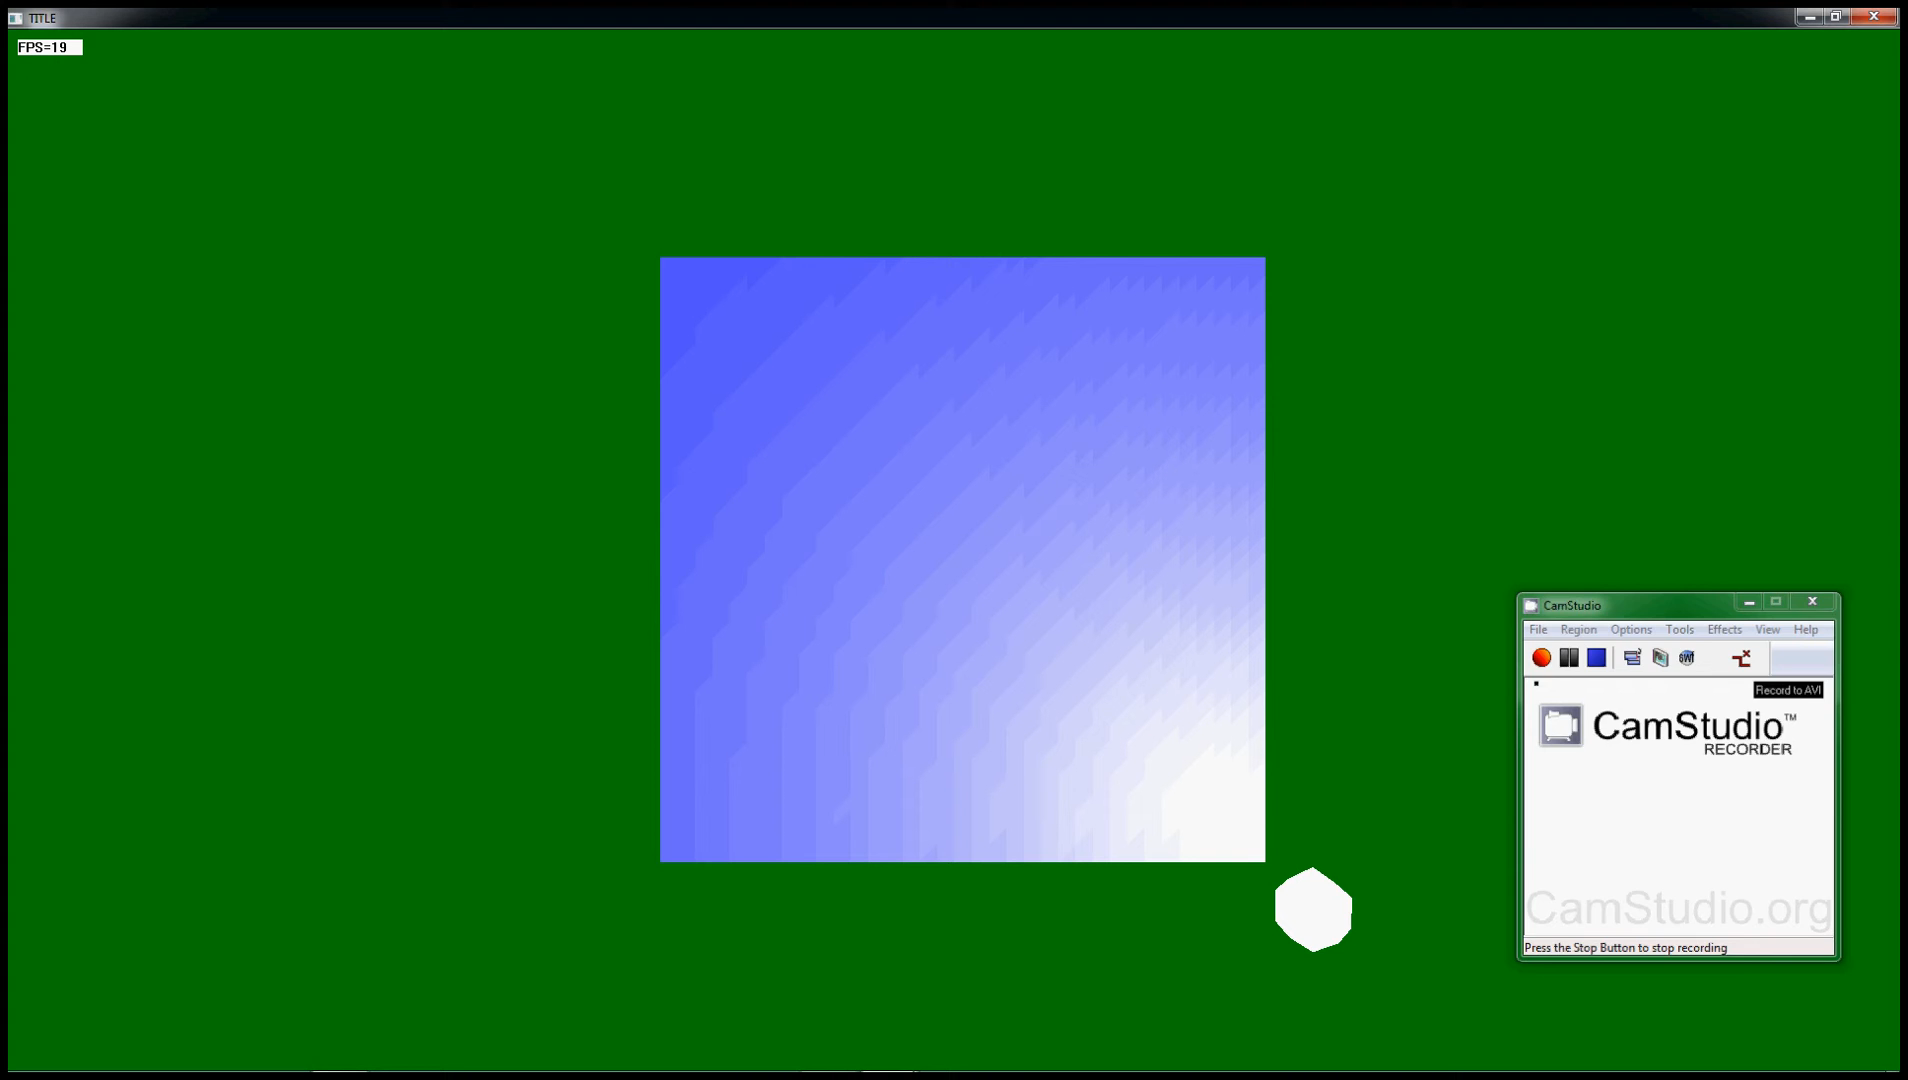 TITLE
FPS=19
CamStudio
File Region Options Tools Effects View Help
Record to AVI
CamStudio™
RECORDER
CamStudio.org
Press the Stop Button to stop recording